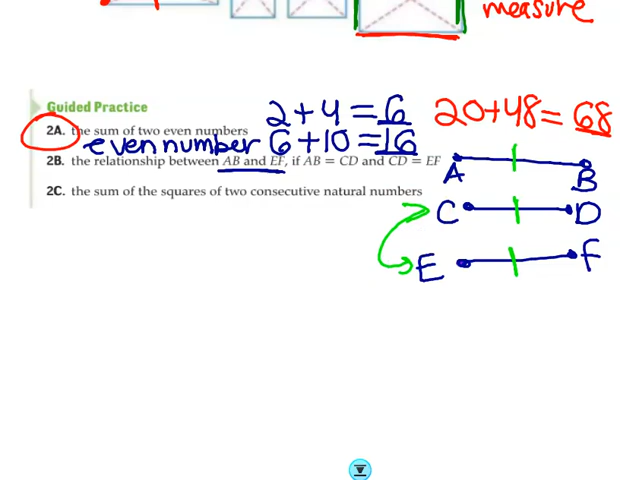 measure
Guided Practice
2 + 4 = 6
20 + 48 = 68
2A. the sum of two even numbers
even number 6 + 10 = 16
2B. the relationship between AB and EF, if AB = CD and CD = EF
A B
2C. the sum of the squares of two consecutive natural numbers
C D
E F